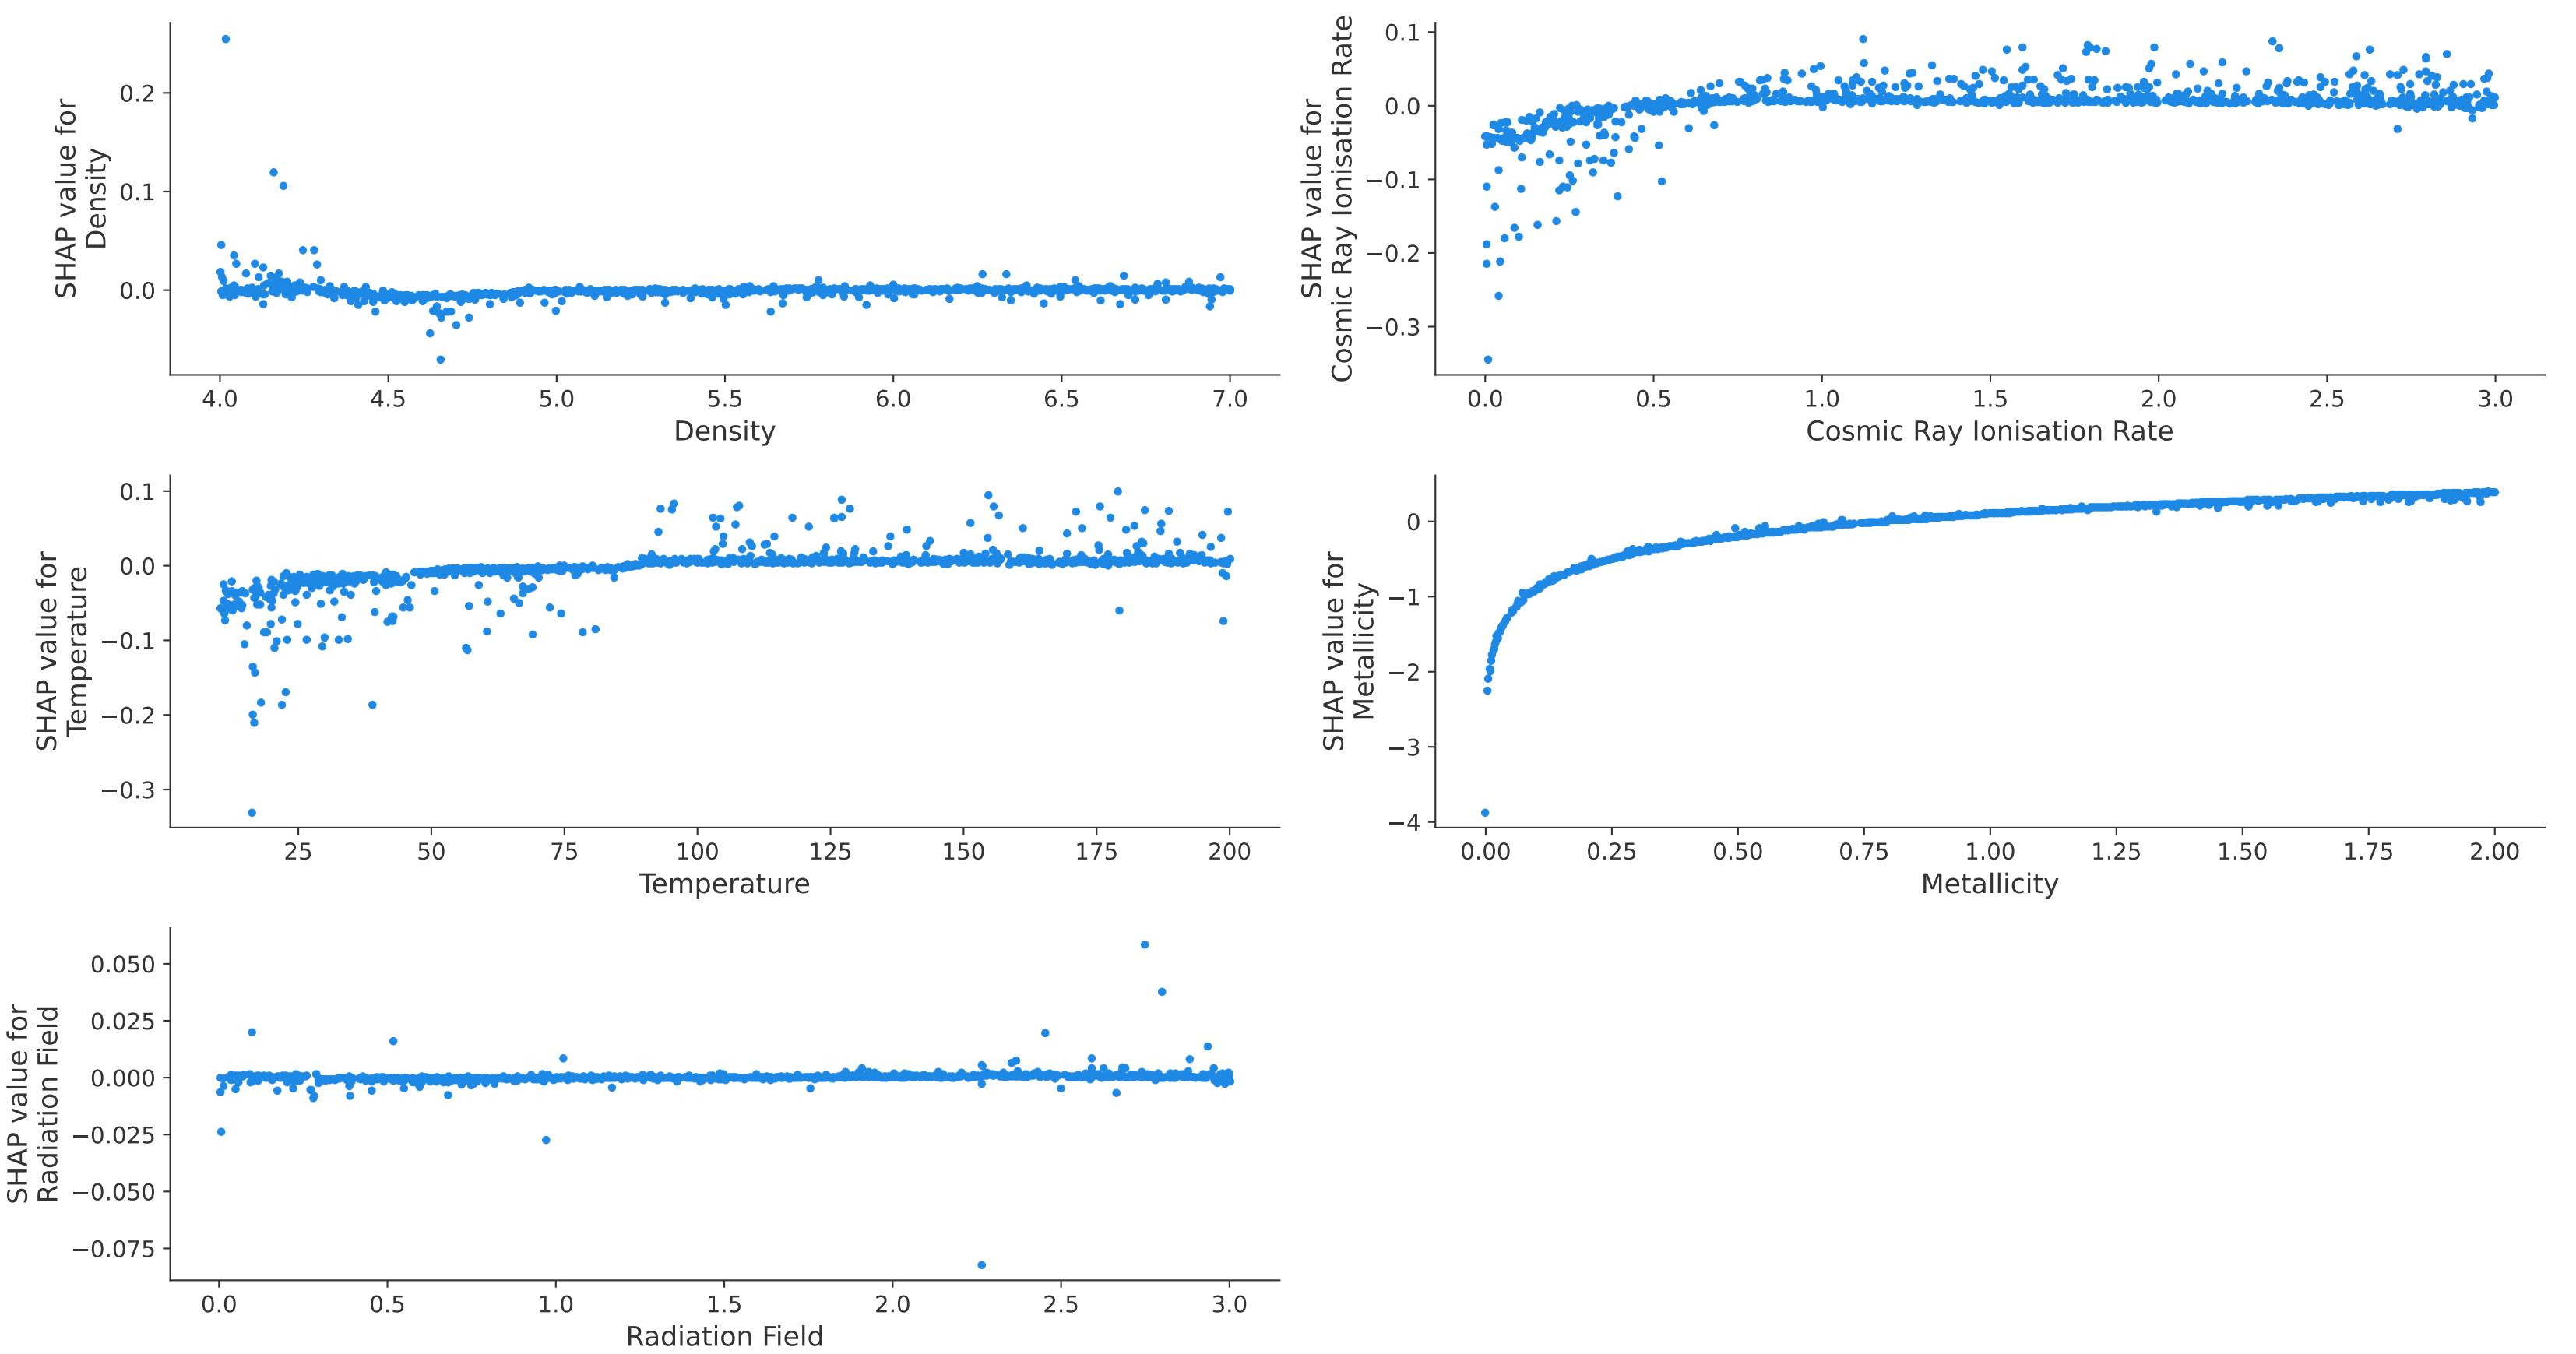 SHAP value for
Density
0.2
0.1
0.0
4.0 4.5 5.0 5.5 6.0 6.5 7.0
Density
SHAP value for
Cosmic Ray Ionisation Rate
0.1
0.0
−0.1
−0.2
−0.3
0.0 0.5 1.0 1.5 2.0 2.5 3.0
Cosmic Ray Ionisation Rate
SHAP value for
Temperature
0.1
0.0
−0.1
−0.2
−0.3
25 50 75 100 125 150 175 200
Temperature
SHAP value for
Metallicity
0
−1
−2
−3
−4
0.00 0.25 0.50 0.75 1.00 1.25 1.50 1.75 2.00
Metallicity
SHAP value for
Radiation Field
0.050
0.025
0.000
−0.025
−0.050
−0.075
0.0 0.5 1.0 1.5 2.0 2.5 3.0
Radiation Field